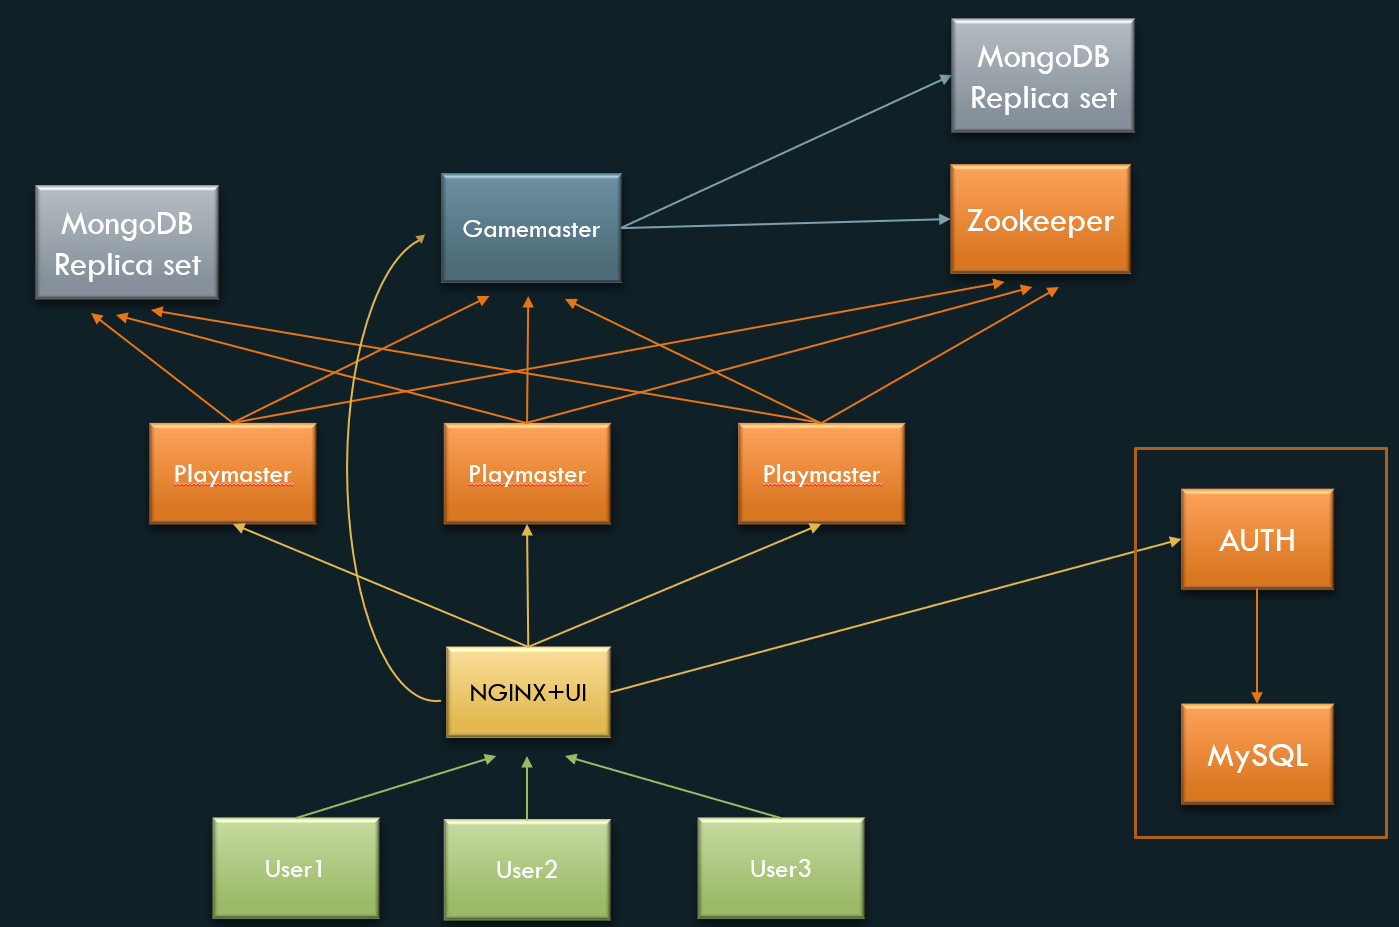 MongoDB
Replica set
MongoDB
Replica set
Gamemaster
Zookeeper
Playmaster
Playmaster
Playmaster
AUTH
NGINX+UI
MySQL
User1
User2
User3